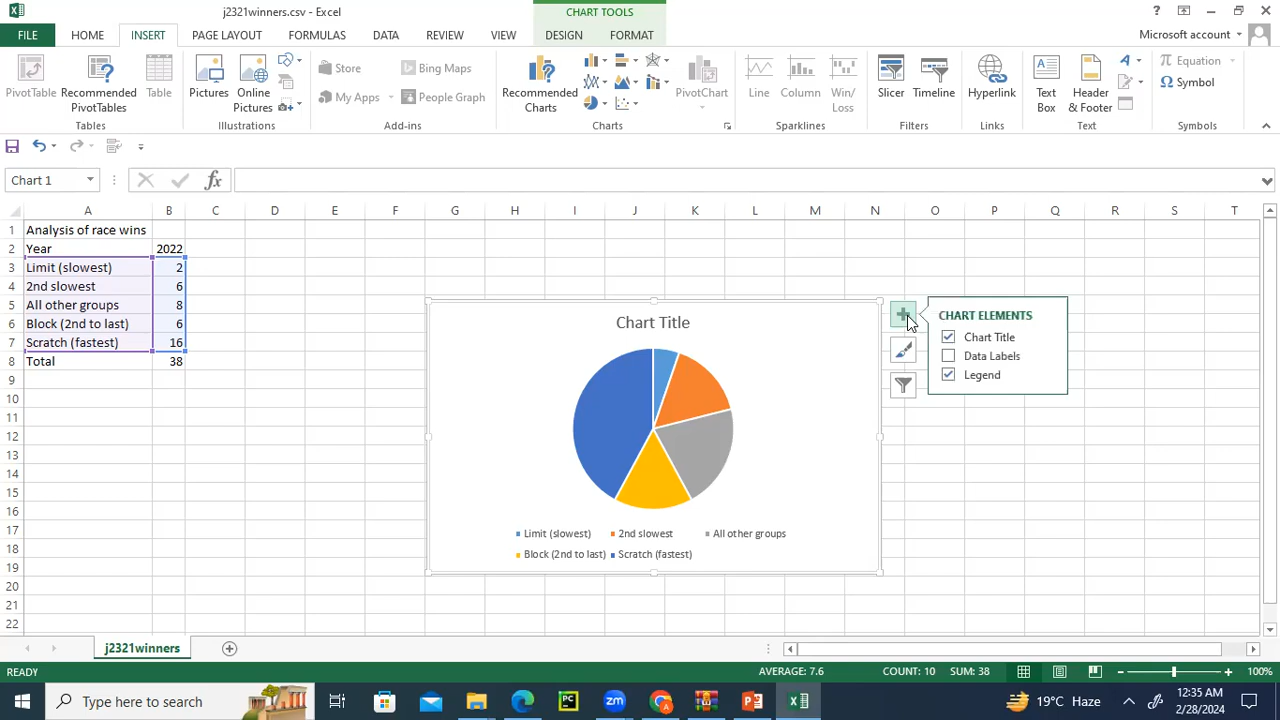 j2321winners.csv - Excel
CHART TOOLS
?
FILE
HOME
INSERT
PAGE LAYOUT
FORMULAS
DATA
REVIEW
VIEW
DESIGN
FORMAT
Microsoft account
PivotTable
Recommended PivotTables
Table
Tables
Pictures
Online Pictures
Illustrations
Store
My Apps
Bing Maps
People Graph
Add-ins
Recommended Charts
PivotChart
Charts
Line
Column
Win/Loss
Sparklines
Slicer
Timeline
Filters
Hyperlink
Links
Text Box
Header & Footer
Text
Equation
Symbol
Symbols
Chart 1
fx
A B C D E F G H I J K L M N O P Q R S T
1 Analysis of race wins
2 Year 2022
3 Limit (slowest) 2
4 2nd slowest 6
5 All other groups 8
6 Block (2nd to last) 6
7 Scratch (fastest) 16
8 Total 38
9
10
11
12
13
14
15
16
17
18
19
20
21
22
Chart Title
Limit (slowest) 2nd slowest All other groups
Block (2nd to last) Scratch (fastest)
CHART ELEMENTS
Chart Title
Data Labels
Legend
j2321winners
READY
AVERAGE: 7.6 COUNT: 10 SUM: 38
100%
Type here to search
PC
zm
19°C Haze
12:35 AM
2/28/2024